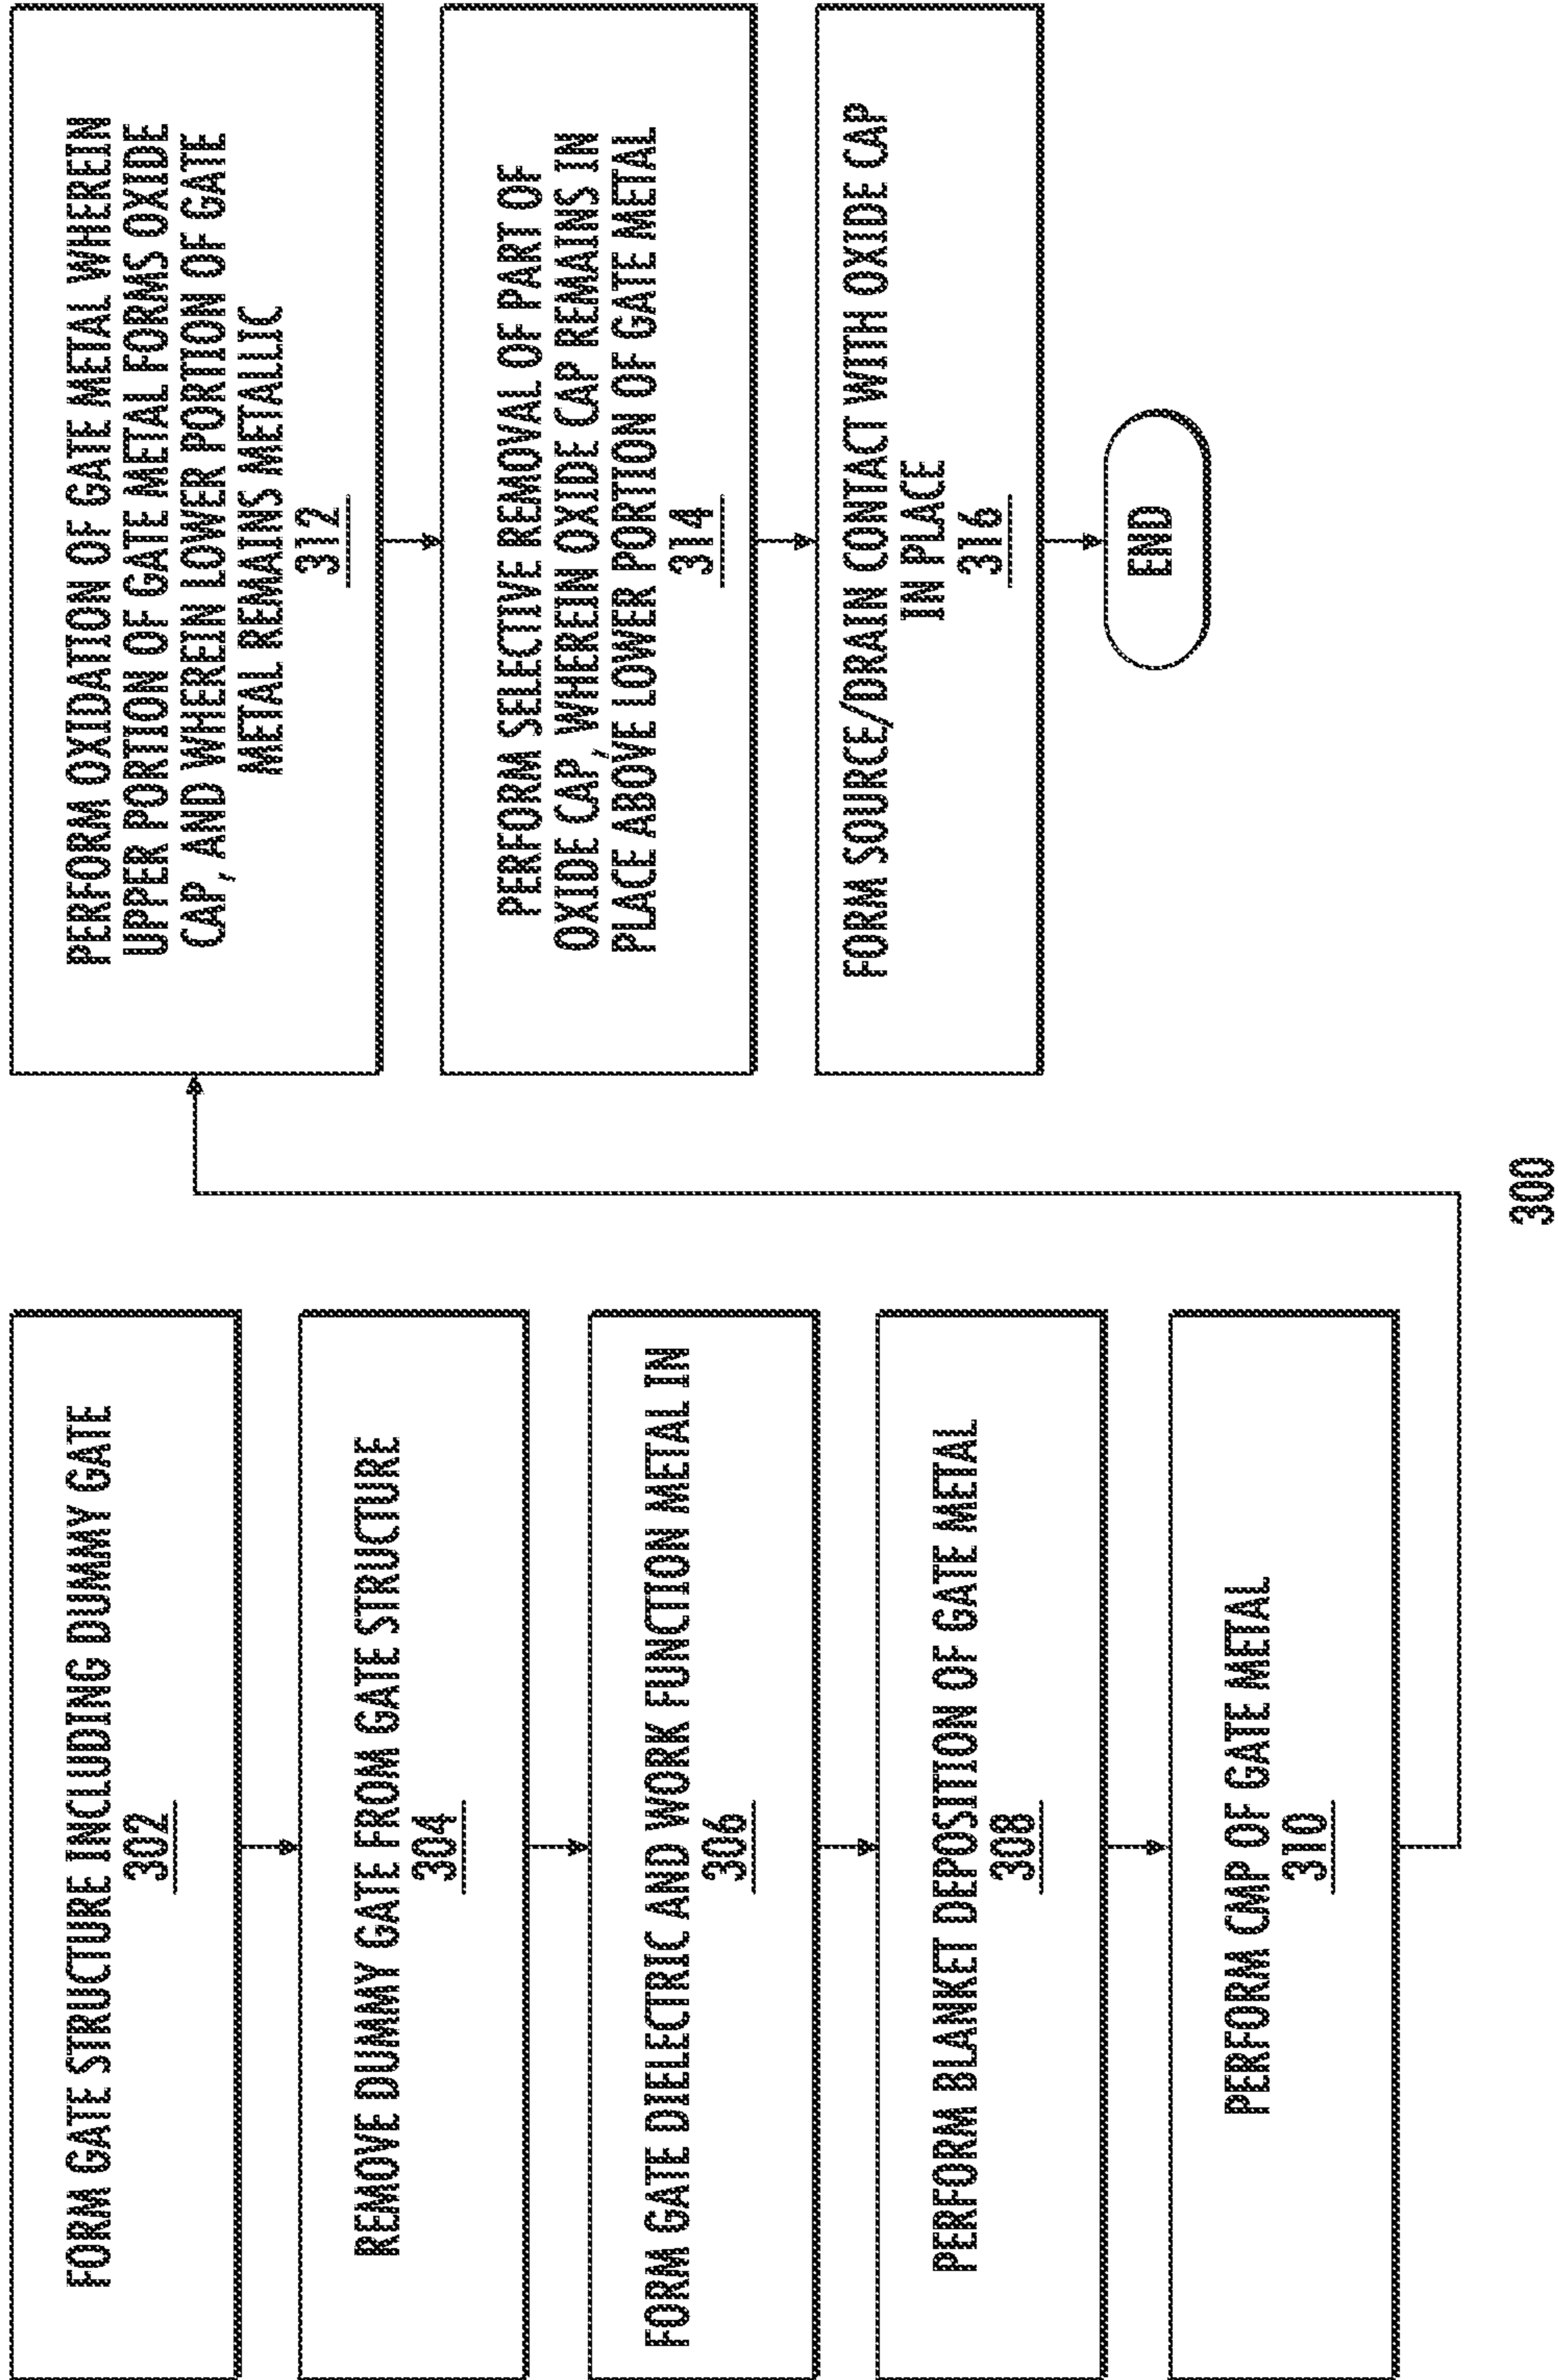 FORM GATE STRUCTURE INCLUDING DUMMY GATE
302
REMOVE DUMMY GATE FROM GATE STRUCTURE
304
FORM GATE DIELECTRIC AND WORK FUNCTION METAL IN
306
PERFORM BLANKET DEPOSITION OF GATE METAL
308
PERFORM CMP OF GATE METAL
310
PERFORM OXIDATION OF GATE METAL WHEREIN
UPPER PORTION OF GATE METAL FORMS OXIDE
CAP, AND WHEREIN LOWER PORTION OF GATE
METAL REMAINS METALLIC
312
PERFORM SELECTIVE REMOVAL OF PART OF
OXIDE CAP, WHEREIN OXIDE CAP REMAINS IN
PLACE ABOVE LOWER PORTION OF GATE METAL
314
FORM SOURCE/DRAIN CONTACT WITH OXIDE CAP
IN PLACE
316
END
300